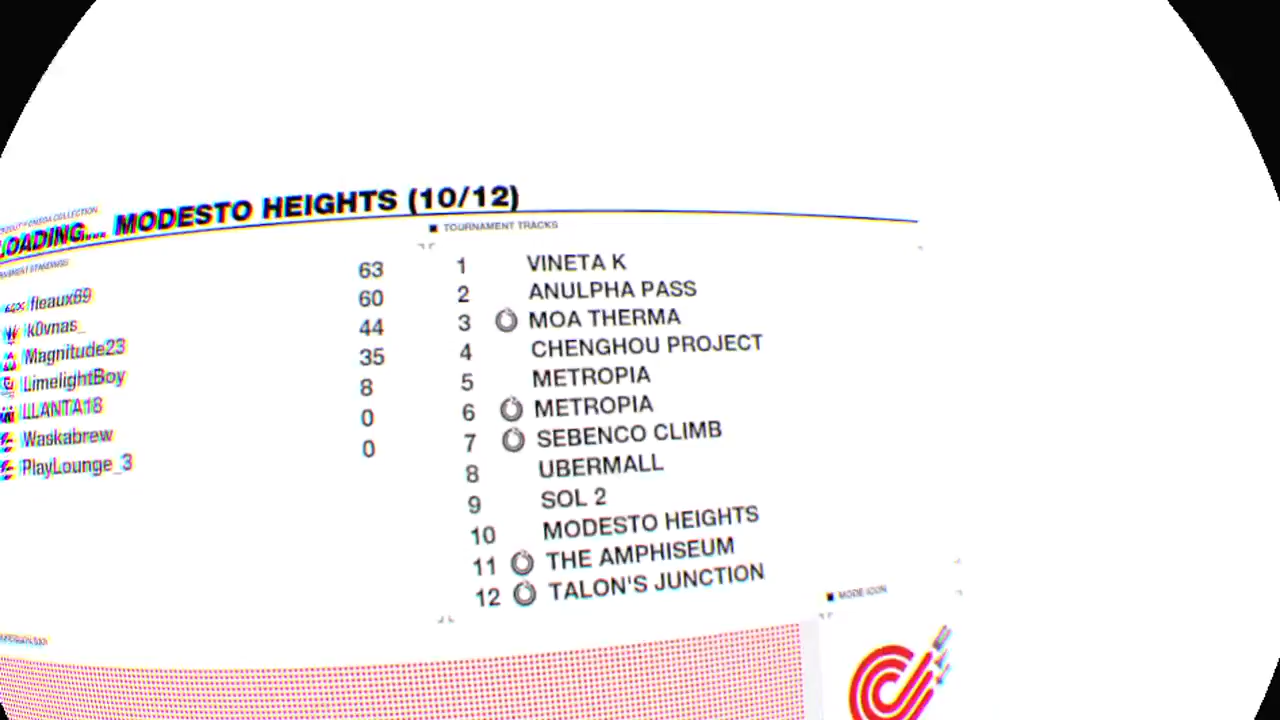 LOADING... MODESTO HEIGHTS (10/12)
TOURNAMENT TRACKS
fleaux69 63
k0vnas_ 60
Magnitude23 44
LimelightBoy 35
LLANTA18 8
Waskabrew 0
PlayLounge_3 0
1 VINETA K
2 ANULPHA PASS
3 MOA THERMA
4 CHENGHOU PROJECT
5 METROPIA
6 METROPIA
7 SEBENCO CLIMB
8 UBERMALL
9 SOL 2
10 MODESTO HEIGHTS
11 THE AMPHISEUM
12 TALON'S JUNCTION
MODE ICON